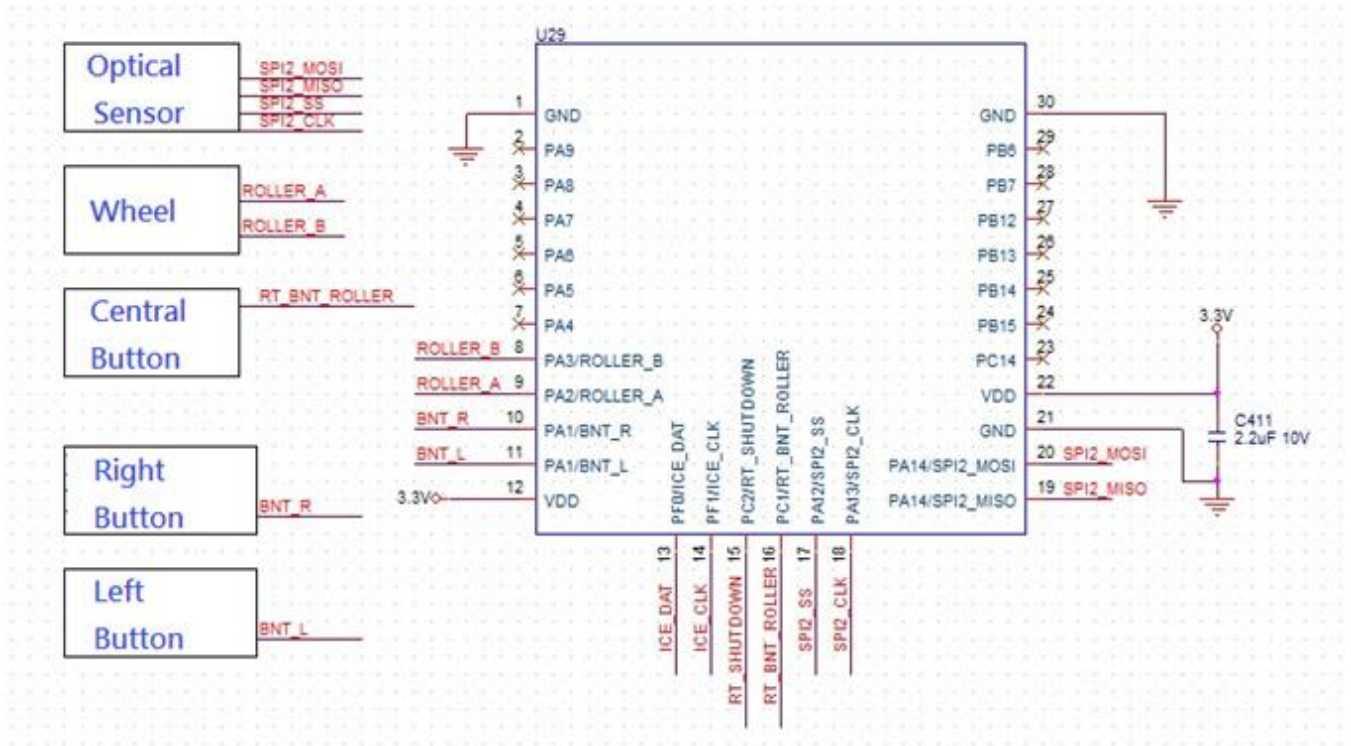 U29
Optical
Sensor
SPI2_MOSI
SPI2_MISO
SPI2_SS
SPI2_CLK
Wheel
ROLLER_A
ROLLER_B
Central
Button
RT_BNT_ROLLER
Right
Button
BNT_R
Left
Button
BNT_L
1 GND
2 PA9
3 PA8
4 PA7
5 PA6
6 PA5
7 PA4
ROLLER_B 8 PA3/ROLLER_B
ROLLER_A 9 PA2/ROLLER_A
BNT_R 10 PA1/BNT_R
BNT_L 11 PA1/BNT_L
3.3V 12 VDD
PF0/ICE_DAT 13 ICE_DAT
PF1/ICE_CLK 14 ICE_CLK
PC2/RT_SHUTDOWN 15 RT_SHUTDOWN
PC1/RT_BNT_ROLLER 16 RT_BNT_ROLLER
PA12/SPI2_SS 17 SPI2_SS
PA13/SPI2_CLK 18 SPI2_CLK
GND 30
PB6 29
PB7 28
PB12 27
PB13 26
PB14 25
PB15 24
PC14 23
VDD 22
GND 21
PA14/SPI2_MOSI 20 SPI2_MOSI
PA14/SPI2_MISO 19 SPI2_MISO
3.3V
C411
2.2uF 10V